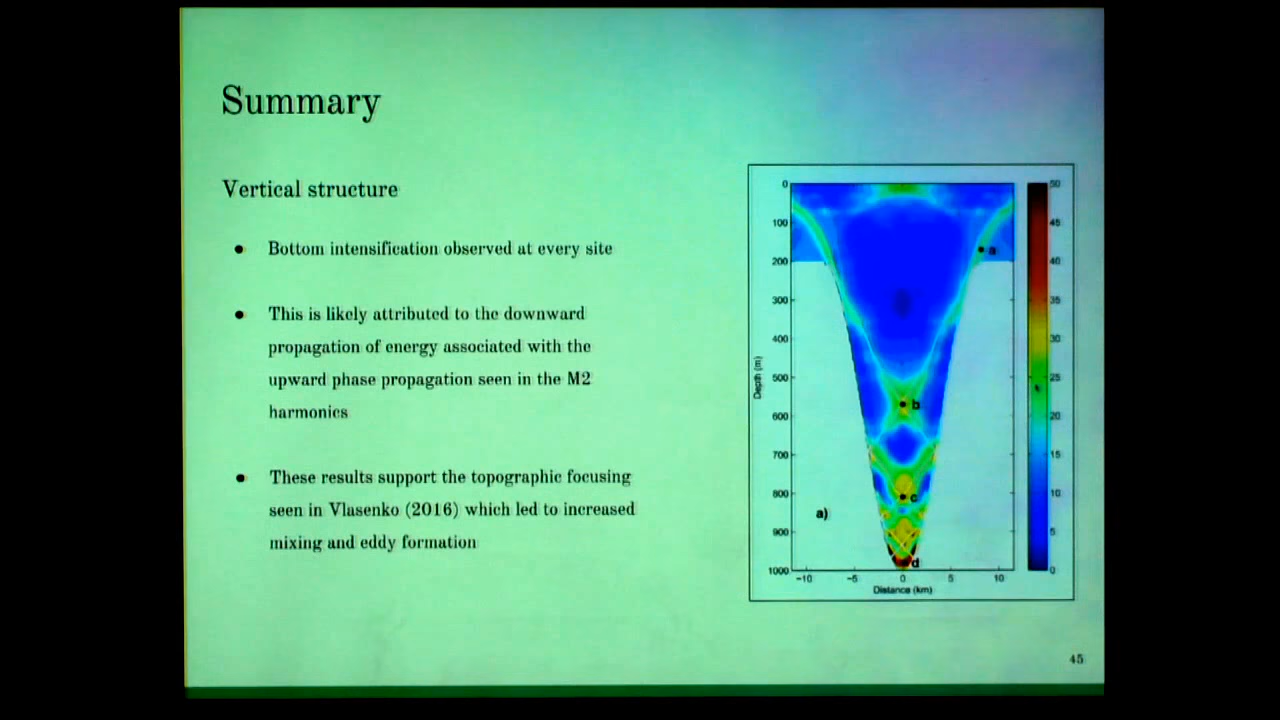 Summary
Vertical structure
● Bottom intensification observed at every site
● This is likely attributed to the downward
propagation of energy associated with the
upward phase propagation seen in the M2
harmonics
● These results support the topographic focusing
seen in Vlasenko (2016) which led to increased
mixing and eddy formation
0
100
200
300
400
500
600
700
800
900
1000
Depth (m)
−10 −5 0 5 10
Distance (km)
a
b
c
d
a)
50
45
40
35
30
25
20
15
10
5
0
45